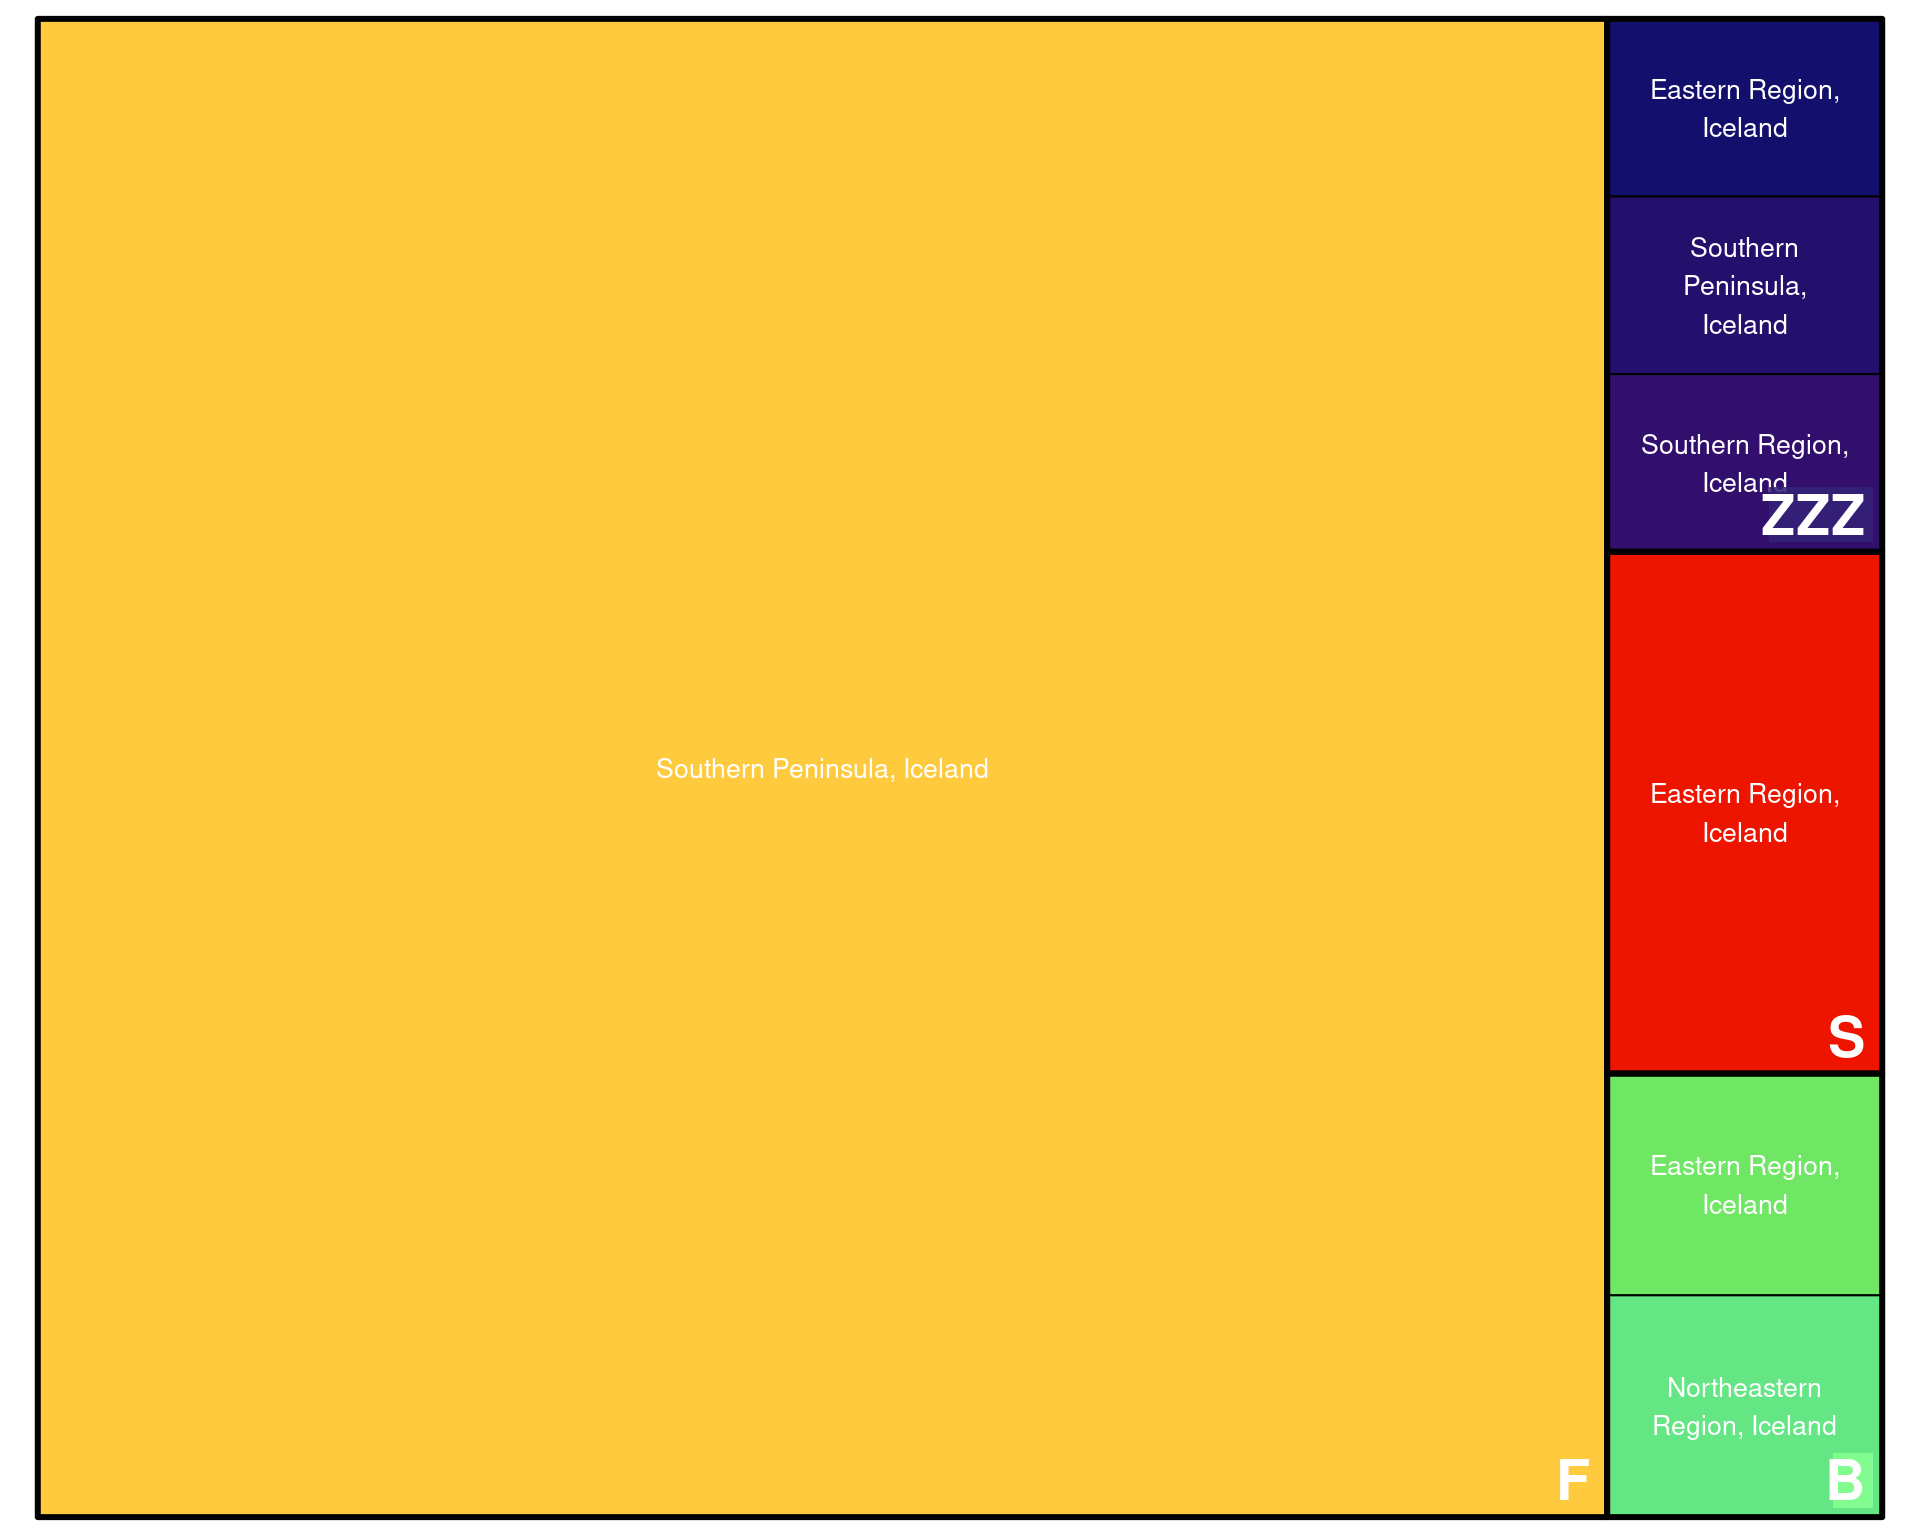 Southern Peninsula, Iceland
F
Eastern Region,
Iceland
Southern
Peninsula,
Iceland
Southern Region,
Iceland
ZZZ
Eastern Region,
Iceland
S
Eastern Region,
Iceland
Northeastern
Region, Iceland
B